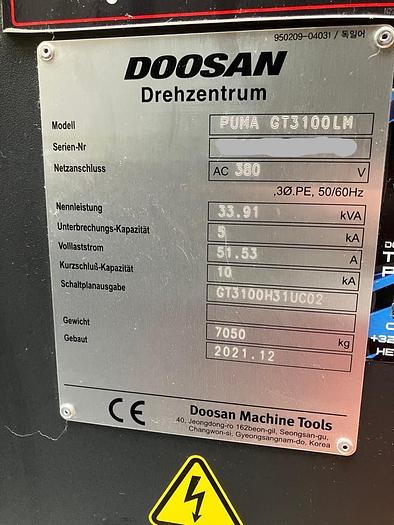 950209-04031 / 독일어
DOOSAN
Drehzentrum
Modell PUMA GT3100LM
Serien-Nr
Netzanschluss AC 380 V
,3Ø.PE, 50/60Hz
Nennleistung 33.91 kVA
Unterbrechungs-Kapazität 5 kA
Volllaststrom 51.53 A
Kurzschluß-Kapazität 10 kA
Schaltplanausgabe GT3100H31UC02
Gewicht 7050 kg
Gebaut 2021.12
CE Doosan Machine Tools
40, Jeongdong-ro 162beon-gil, Seongsan-gu,
Changwon-si, Gyeongsangnam-do, Korea